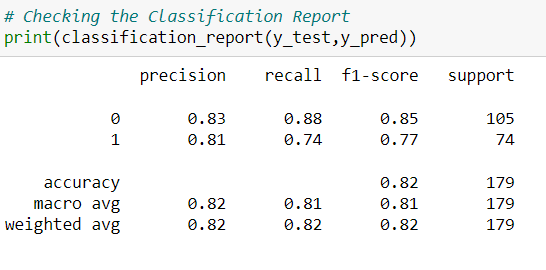 # Checking the Classification Report
print(classification_report(y_test,y_pred))
precision recall f1-score support
0 0.83 0.88 0.85 105
1 0.81 0.74 0.77 74
accuracy 0.82 179
macro avg 0.82 0.81 0.81 179
weighted avg 0.82 0.82 0.82 179